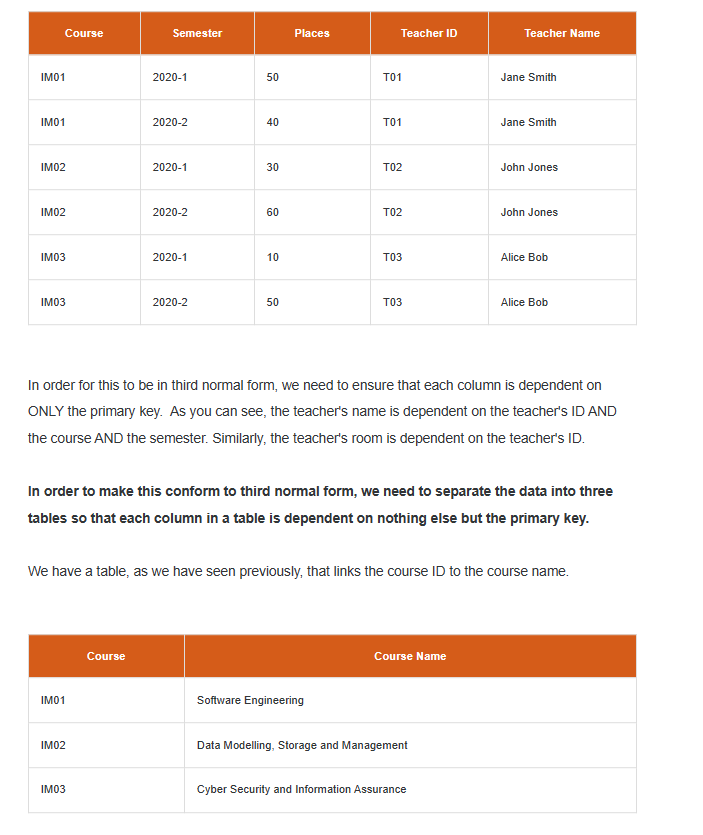 Course Semester Places Teacher ID Teacher Name
IM01 2020-1 50 T01 Jane Smith
IM01 2020-2 40 T01 Jane Smith
IM02 2020-1 30 T02 John Jones
IM02 2020-2 60 T02 John Jones
IM03 2020-1 10 T03 Alice Bob
IM03 2020-2 50 T03 Alice Bob
In order for this to be in third normal form, we need to ensure that each column is dependent on
ONLY the primary key. As you can see, the teacher's name is dependent on the teacher's ID AND
the course AND the semester. Similarly, the teacher's room is dependent on the teacher's ID.
In order to make this conform to third normal form, we need to separate the data into three
tables so that each column in a table is dependent on nothing else but the primary key.
We have a table, as we have seen previously, that links the course ID to the course name.
Course Course Name
IM01 Software Engineering
IM02 Data Modelling, Storage and Management
IM03 Cyber Security and Information Assurance